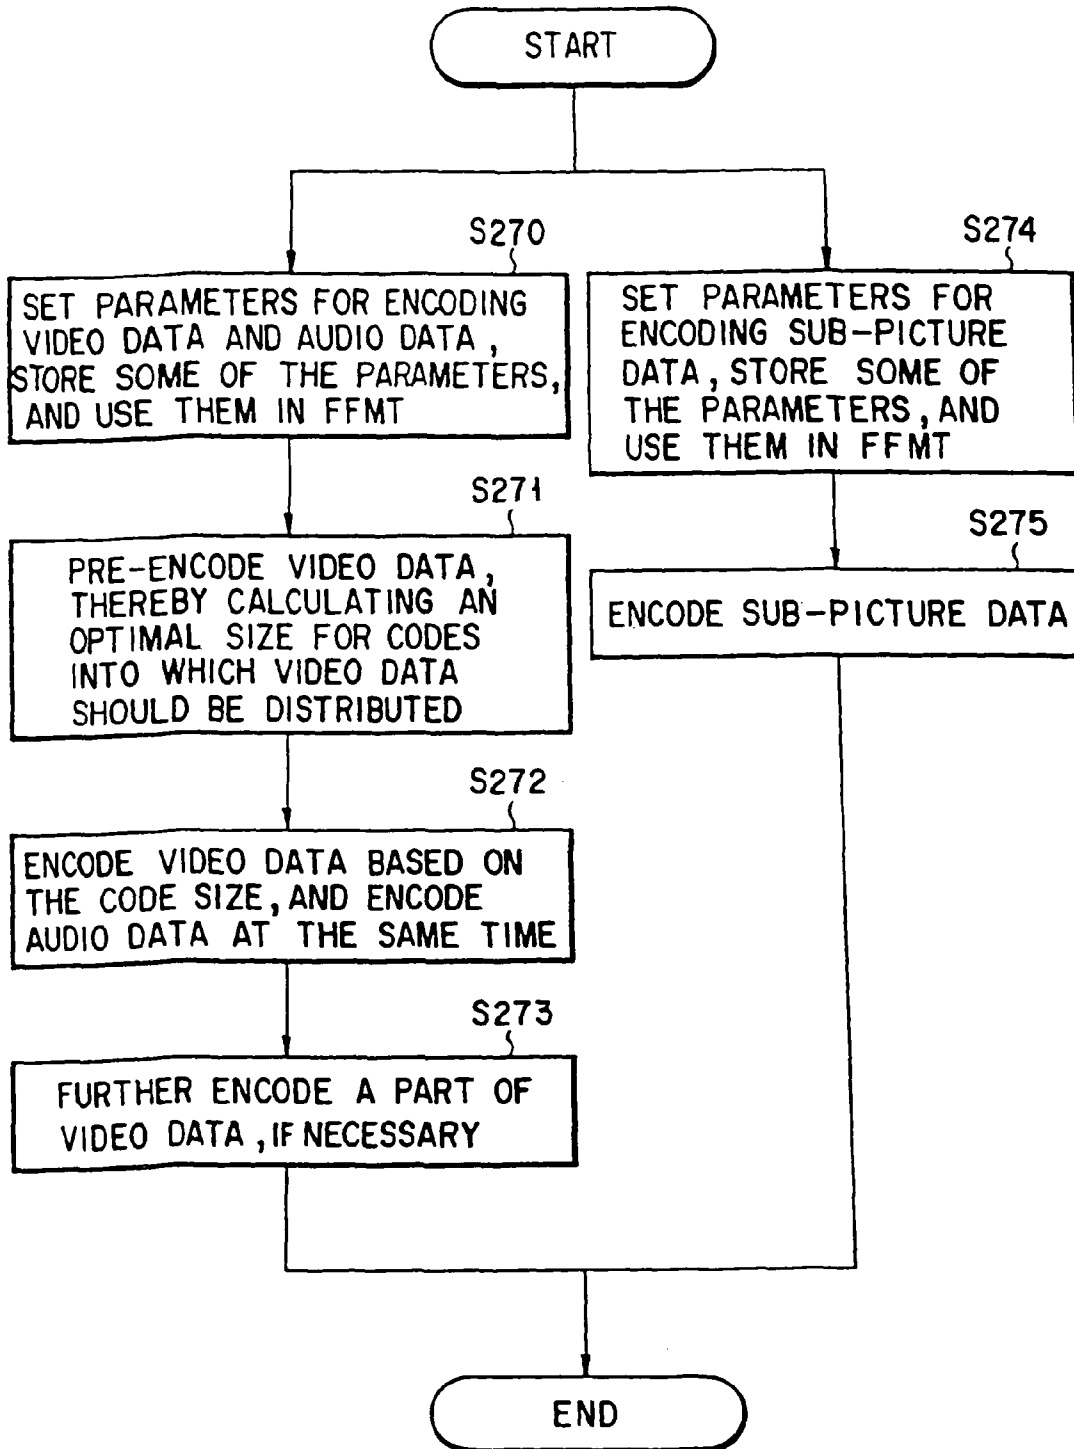 START
S270
SET PARAMETERS FOR ENCODING
VIDEO DATA AND AUDIO DATA,
STORE SOME OF THE PARAMETERS,
AND USE THEM IN FFMT
S271
PRE-ENCODE VIDEO DATA,
THEREBY CALCULATING AN
OPTIMAL SIZE FOR CODES
INTO WHICH VIDEO DATA
SHOULD BE DISTRIBUTED
S272
ENCODE VIDEO DATA BASED ON
THE CODE SIZE, AND ENCODE
AUDIO DATA AT THE SAME TIME
S273
FURTHER ENCODE A PART OF
VIDEO DATA, IF NECESSARY
S274
SET PARAMETERS FOR
ENCODING SUB-PICTURE
DATA, STORE SOME OF
THE PARAMETERS, AND
USE THEM IN FFMT
S275
ENCODE SUB-PICTURE DATA
END